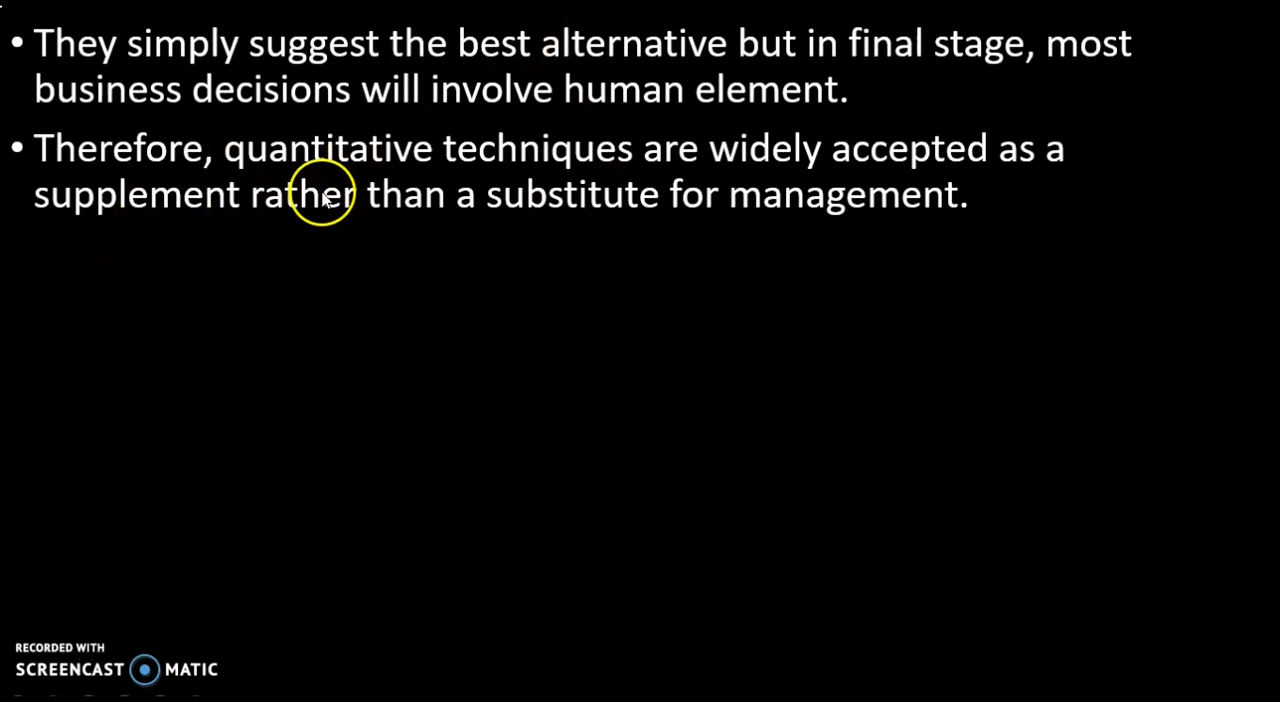 • They simply suggest the best alternative but in final stage, most
business decisions will involve human element.
• Therefore, quantitative techniques are widely accepted as a
supplement rather than a substitute for management.
RECORDED WITH
SCREENCAST MATIC